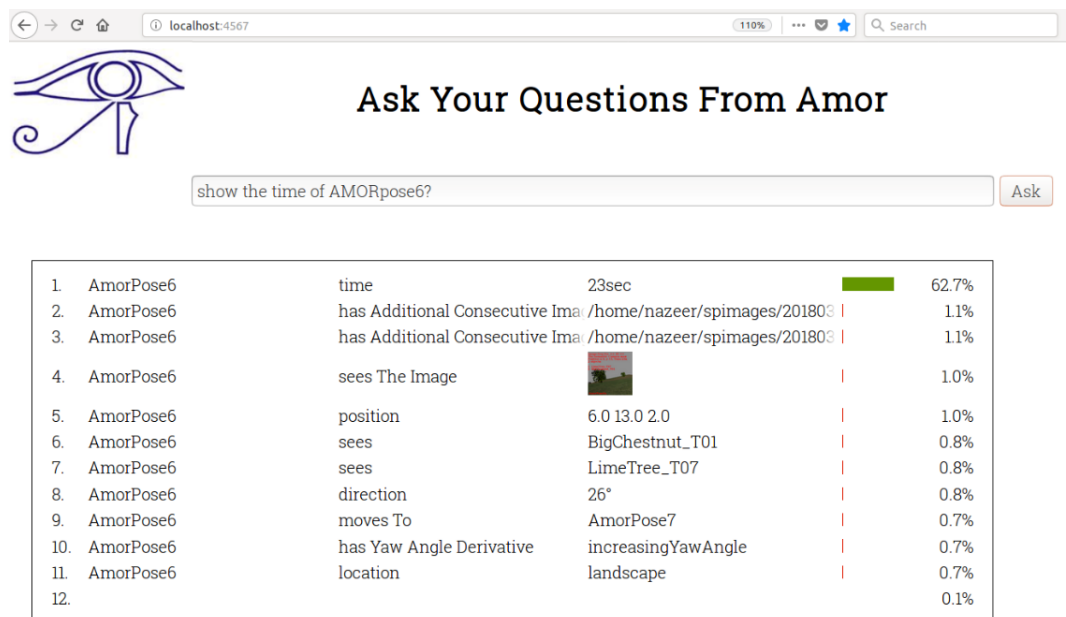 localhost:4567 110% Search
Ask Your Questions From Amor
show the time of AMORpose6? Ask
1. AmorPose6 time 23sec 62.7%
2. AmorPose6 has Additional Consecutive Ima /home/nazeer/spimages/201803 1.1%
3. AmorPose6 has Additional Consecutive Ima /home/nazeer/spimages/201803 1.1%
4. AmorPose6 sees The Image 1.0%
5. AmorPose6 position 6.0 13.0 2.0 1.0%
6. AmorPose6 sees BigChestnut_T01 0.8%
7. AmorPose6 sees LimeTree_T07 0.8%
8. AmorPose6 direction 26° 0.8%
9. AmorPose6 moves To AmorPose7 0.7%
10. AmorPose6 has Yaw Angle Derivative increasingYawAngle 0.7%
11. AmorPose6 location landscape 0.7%
12. 0.1%